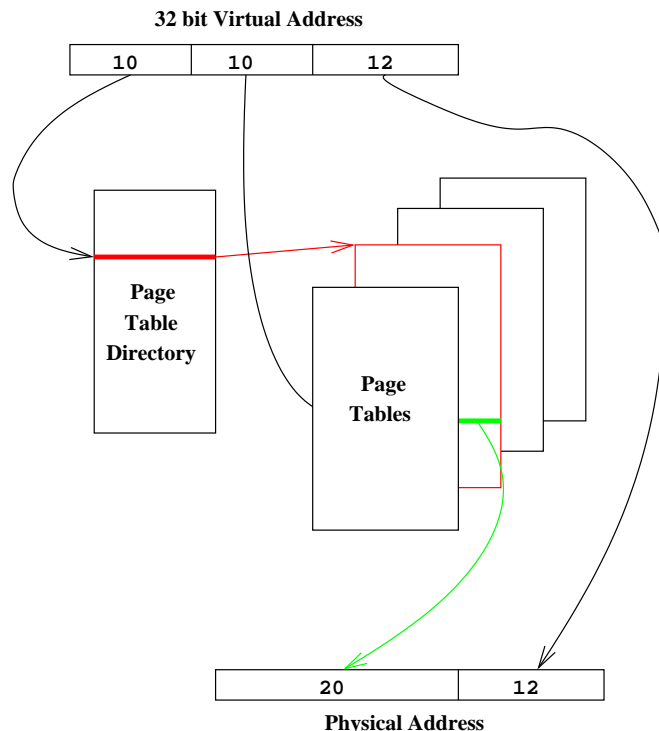 32 bit Virtual Address
10 10 12
Page
Table
Directory
Page
Tables
20 12
Physical Address